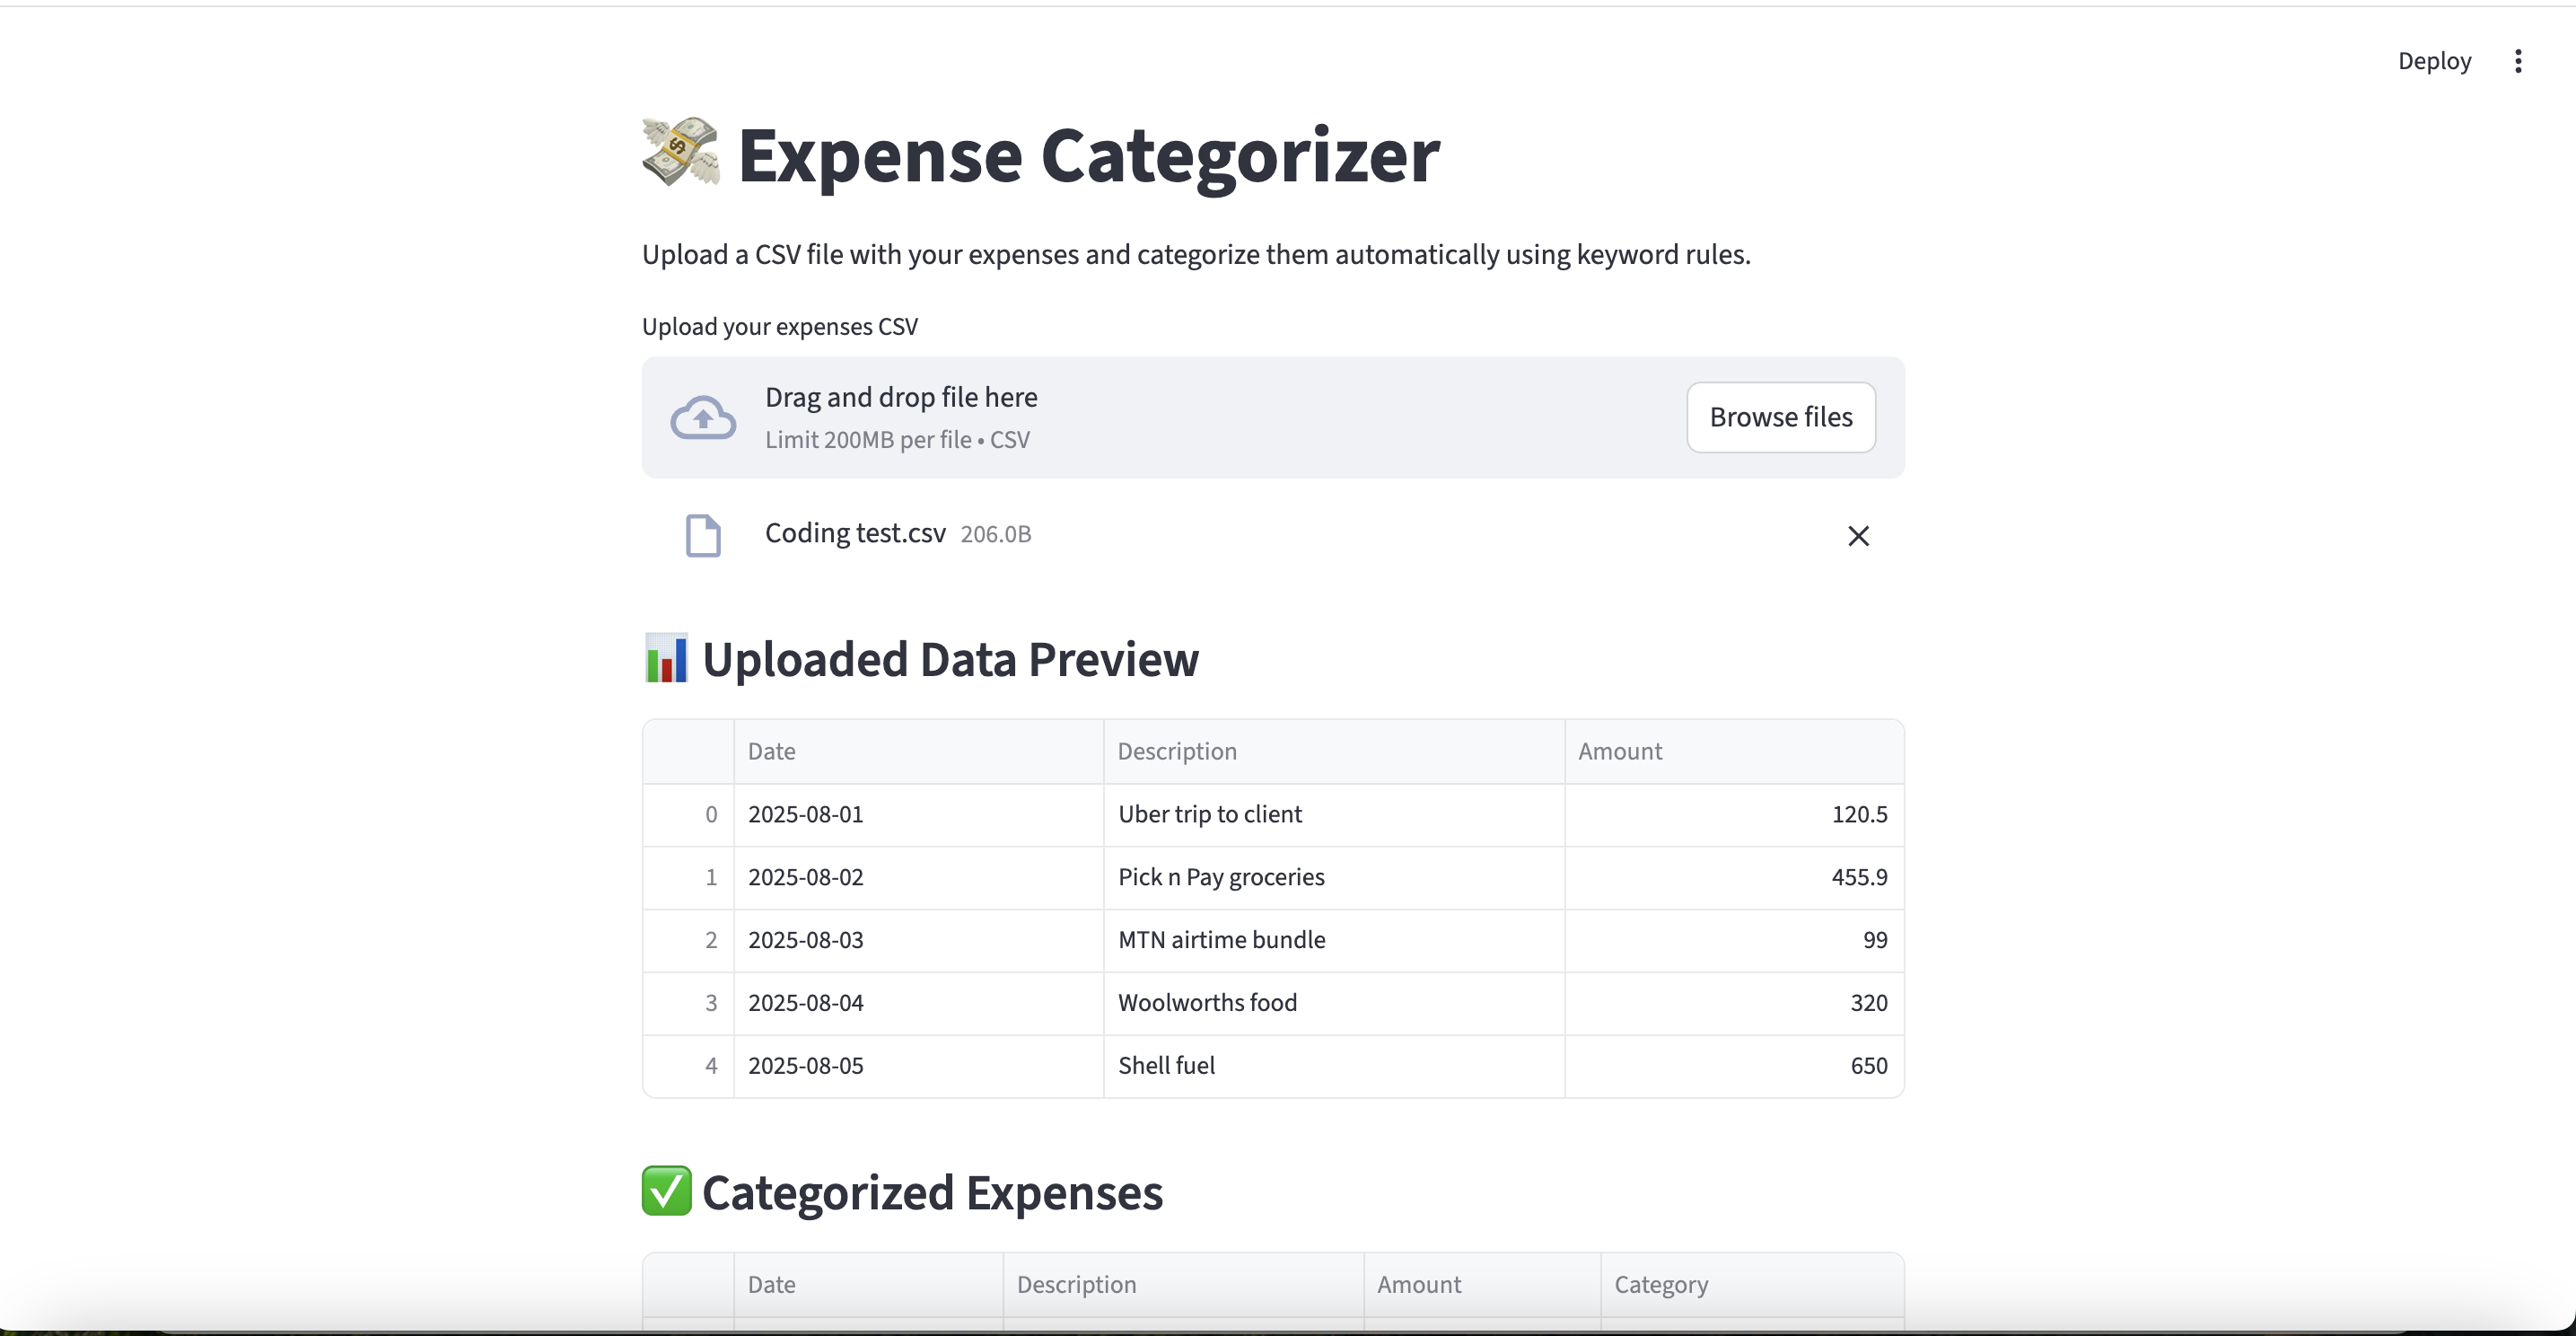 Deploy
Expense Categorizer
Upload a CSV file with your expenses and categorize them automatically using keyword rules.
Upload your expenses CSV
Drag and drop file here
Limit 200MB per file • CSV
Browse files
Coding test.csv 206.0B
Uploaded Data Preview
Date Description Amount
0 2025-08-01 Uber trip to client 120.5
1 2025-08-02 Pick n Pay groceries 455.9
2 2025-08-03 MTN airtime bundle 99
3 2025-08-04 Woolworths food 320
4 2025-08-05 Shell fuel 650
Categorized Expenses
Date Description Amount Category